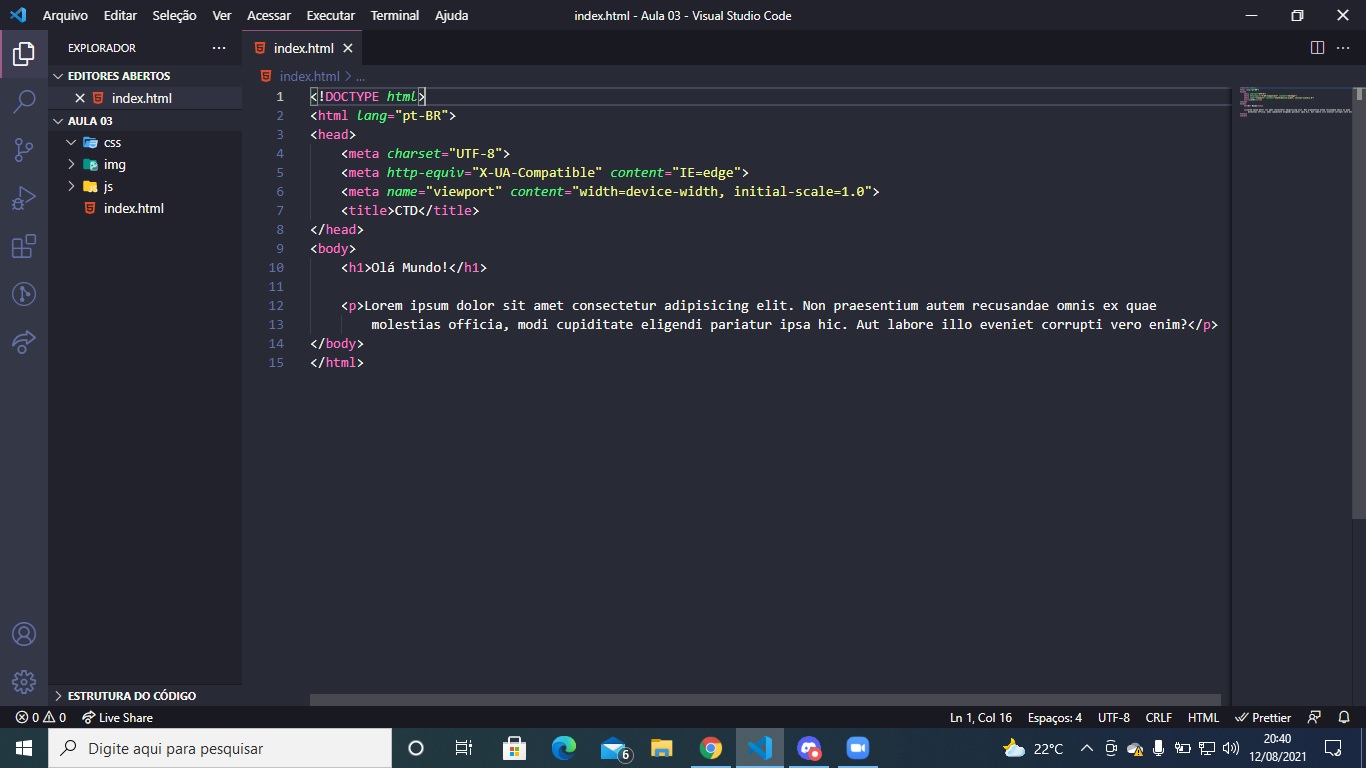 Arquivo Editar Seleção Ver Acessar Executar Terminal Ajuda
index.html - Aula 03 - Visual Studio Code
EXPLORADOR
EDITORES ABERTOS
index.html
AULA 03
css
img
js
index.html
ESTRUTURA DO CÓDIGO
index.html
index.html > ...
1 <!DOCTYPE html>
2 <html lang="pt-BR">
3 <head>
4 <meta charset="UTF-8">
5 <meta http-equiv="X-UA-Compatible" content="IE=edge">
6 <meta name="viewport" content="width=device-width, initial-scale=1.0">
7 <title>CTD</title>
8 </head>
9 <body>
10 <h1>Olá Mundo!</h1>
11
12 <p>Lorem ipsum dolor sit amet consectetur adipisicing elit. Non praesentium autem recusandae omnis ex quae
13 molestias officia, modi cupiditate eligendi pariatur ipsa hic. Aut labore illo eveniet corrupti vero enim?</p>
14 </body>
15 </html>
0 0 Live Share
Ln 1, Col 16 Espaços: 4 UTF-8 CRLF HTML Prettier
Digite aqui para pesquisar
6
22°C
20:40
12/08/2021